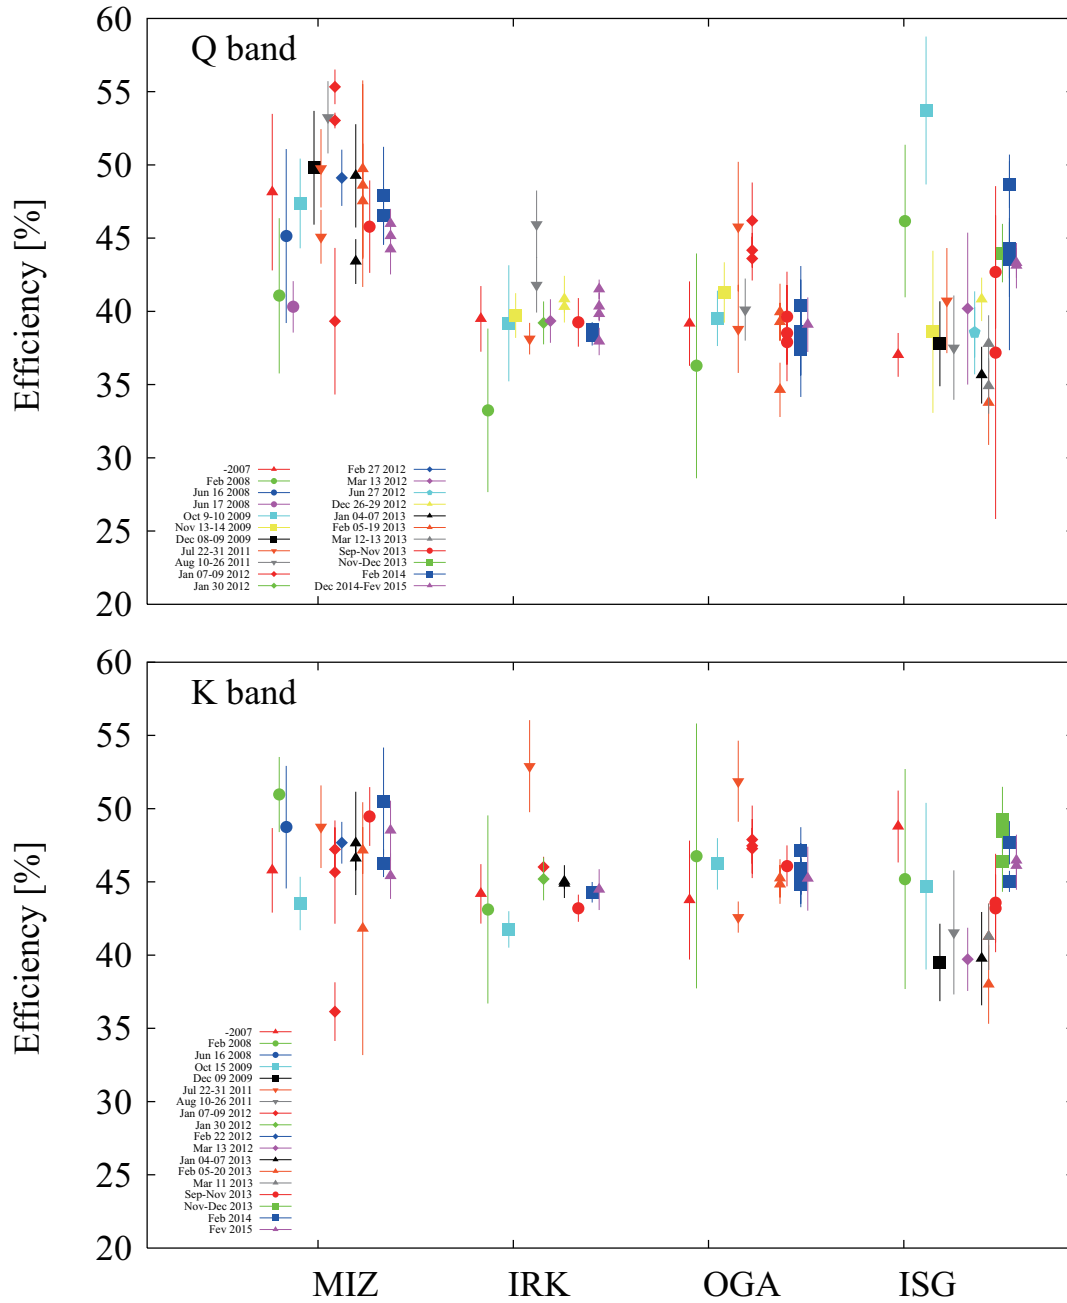 60
Q band
55
50
45
40
35
30
25
20
Efficiency [%]
-2007
Feb 2008
Jun 16 2008
Jun 17 2008
Oct 9-10 2009
Nov 13-14 2009
Dec 08-09 2009
Jul 22-31 2011
Aug 10-26 2011
Jan 07-09 2012
Jan 30 2012
Feb 27 2012
Mar 13 2012
Jun 27 2012
Dec 26-29 2012
Jan 04-07 2013
Feb 05-19 2013
Mar 12-13 2013
Sep-Nov 2013
Nov-Dec 2013
Feb 2014
Dec 2014-Fev 2015
60
K band
55
50
45
40
35
30
25
20
Efficiency [%]
-2007
Feb 2008
Jun 16 2008
Oct 15 2009
Dec 09 2009
Jul 22-31 2011
Aug 10-26 2011
Jan 07-09 2012
Jan 30 2012
Feb 22 2012
Mar 13 2012
Jan 04-07 2013
Feb 05-20 2013
Mar 11 2013
Sep-Nov 2013
Nov-Dec 2013
Feb 2014
Fev 2015
MIZ IRK OGA ISG